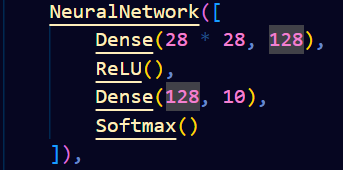 NeuralNetwork([
Dense(28 * 28, 128),
ReLU(),
Dense(128, 10),
Softmax()
]),